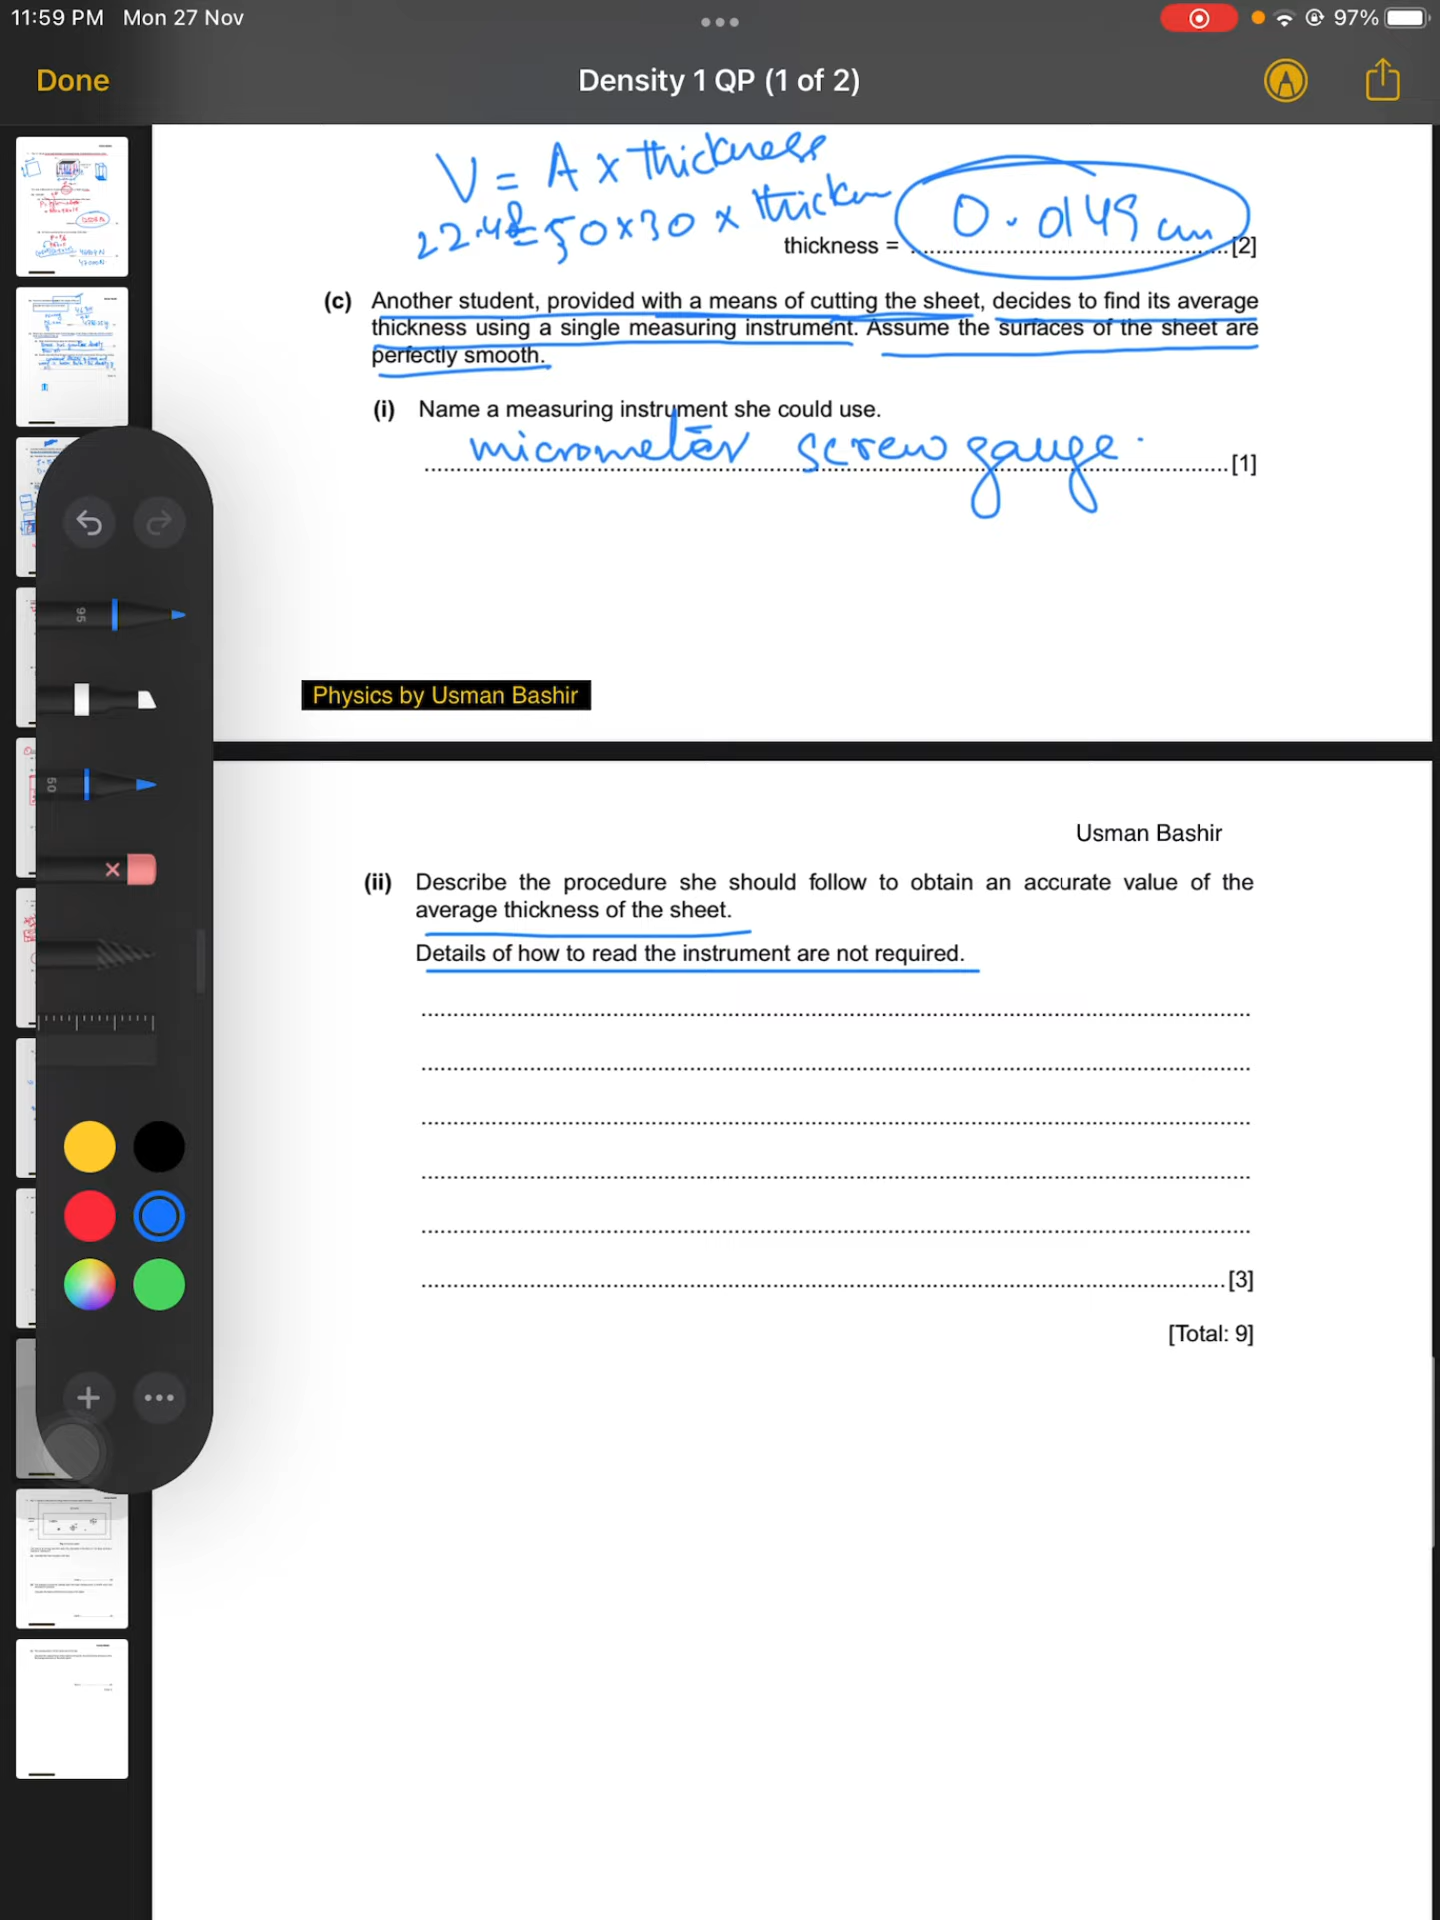 11:59 PM Mon 27 Nov
97%
Done
Density 1 QP (1 of 2)
V = A x thickness
22.48 = 50x30 x thickn
thickness = 0.0149 cm [2]
(c) Another student, provided with a means of cutting the sheet, decides to find its average
thickness using a single measuring instrument. Assume the surfaces of the sheet are
perfectly smooth.
(i) Name a measuring instrument she could use.
micrometer screw gauge. [1]
Physics by Usman Bashir
Usman Bashir
(ii) Describe the procedure she should follow to obtain an accurate value of the
average thickness of the sheet.
Details of how to read the instrument are not required.
[3]
[Total: 9]
95
50